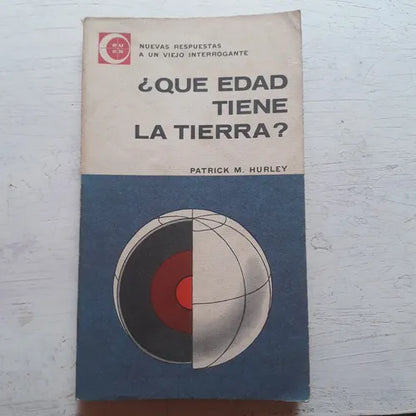 NUEVAS RESPUESTAS
A UN VIEJO INTERROGANTE
¿QUE EDAD
TIENE
LA TIERRA?
PATRICK M. HURLEY